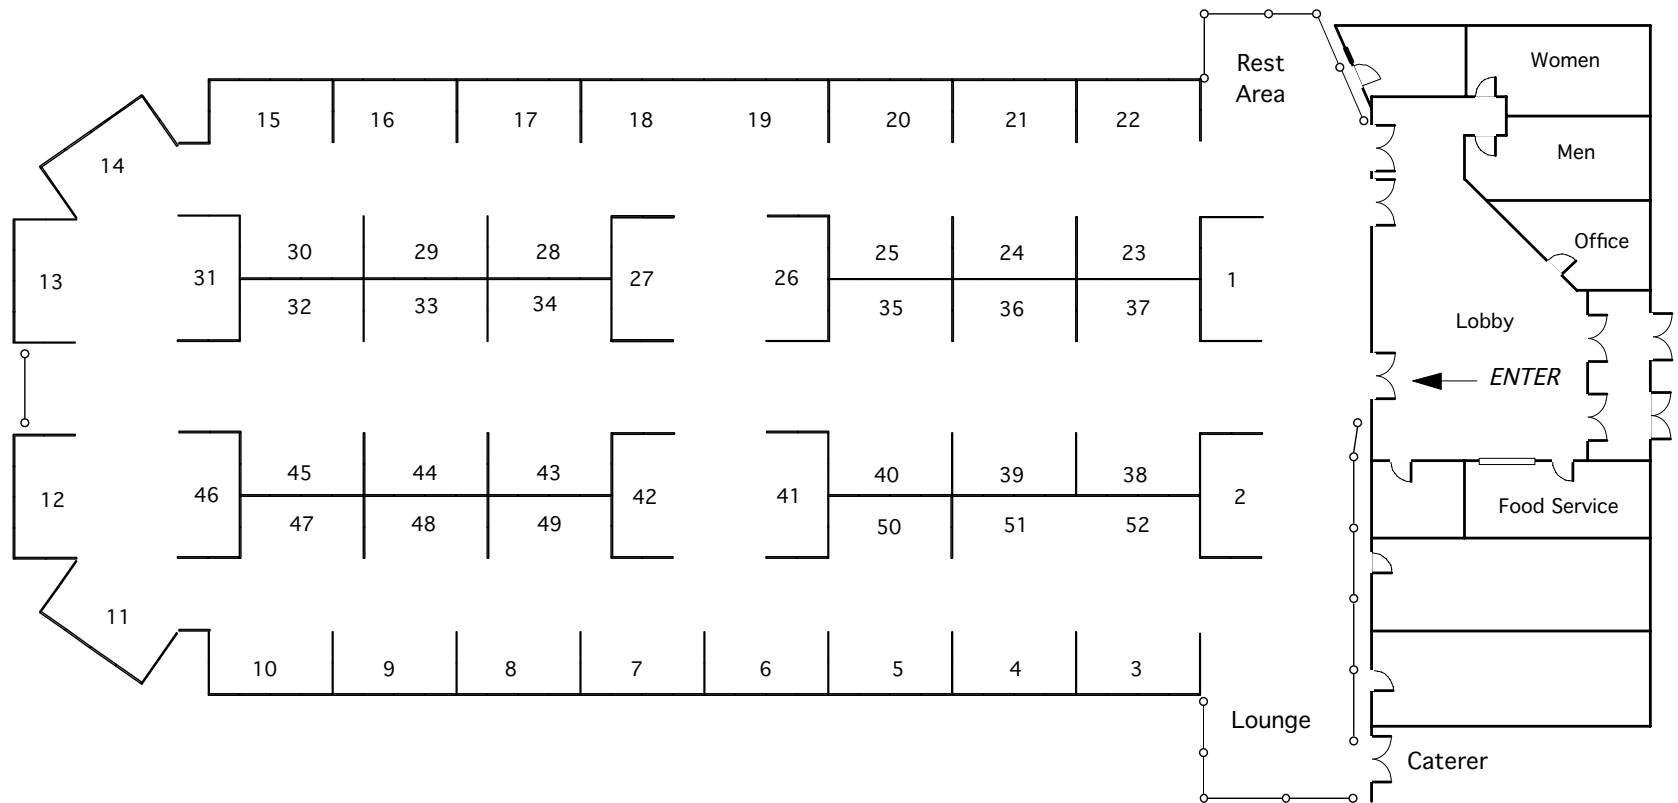 Rest
Area
Women
15 16 17 18 19 20 21 22
14
Men
30 29 28 25 24 23
Office
13 31 27 26 1
32 33 34 35 36 37
Lobby
ENTER
45 44 43 40 39 38
12 46 42 41 2
Food Service
47 48 49 50 51 52
11
10 9 8 7 6 5 4 3
Lounge
Caterer